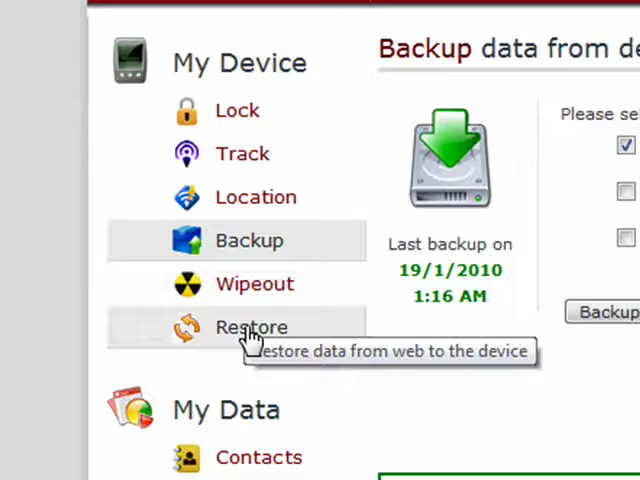 My Device
Lock
Track
Location
Backup
Wipeout
Restore
estore data from web to the device
My Data
Contacts
Backup data from de
Last backup on
19/1/2010
1:16 AM
Please sel
Backup